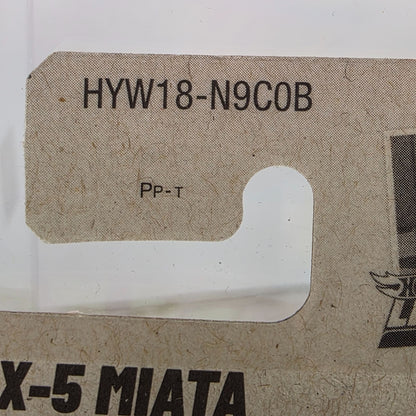 HYW18-N9C0B
PP-T
X-5 MIATA